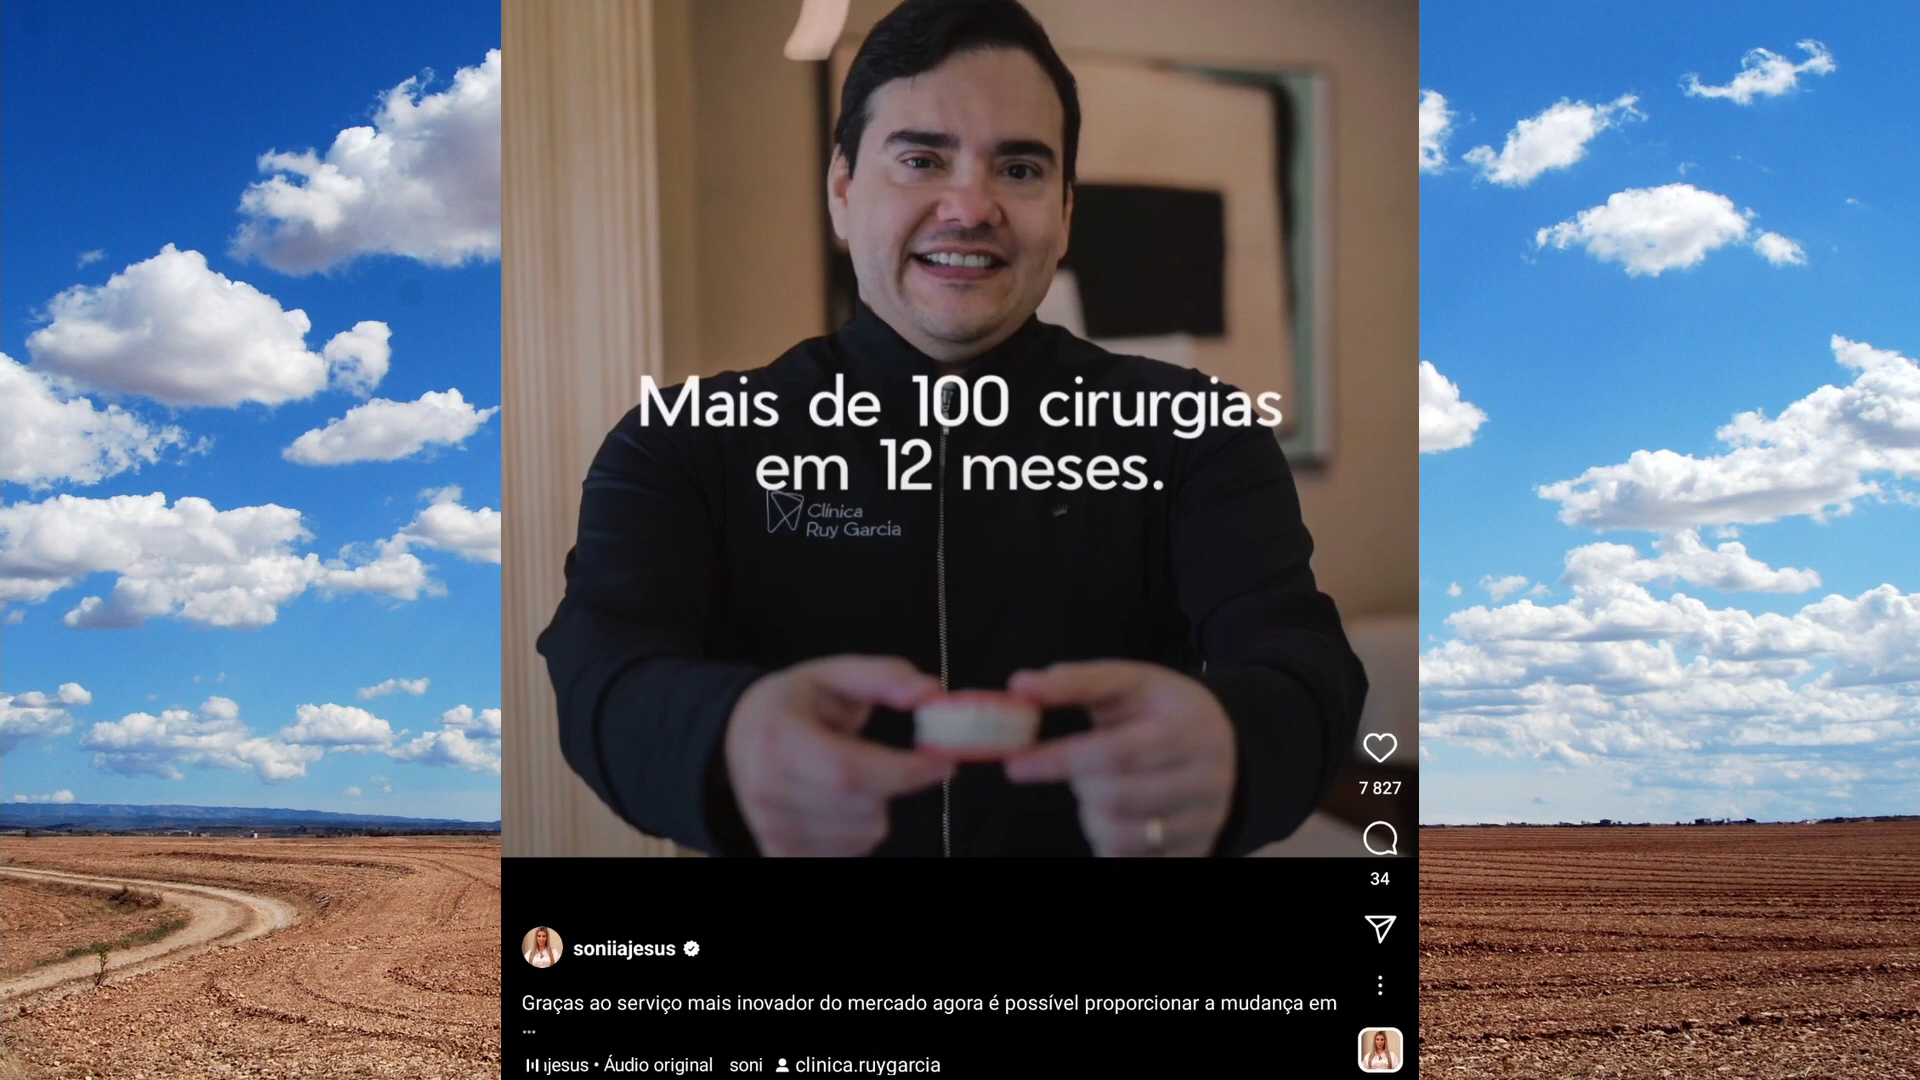 Mais de 100 cirurgias
em 12 meses.
Clínica
Ruy Garcia
7 827
34
soniiajesus
Graças ao serviço mais inovador do mercado agora é possível proporcionar a mudança em
...
ijesus • Áudio original soni clinica.ruygarcia